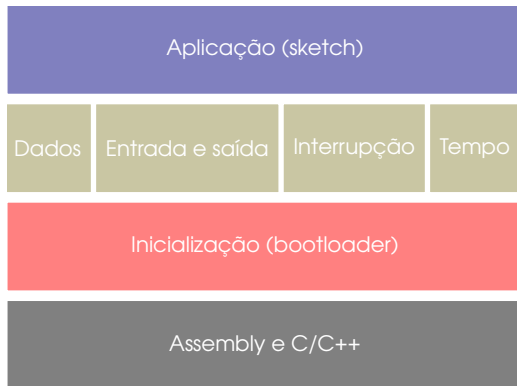 Aplicação (sketch)
Dados Entrada e saída Interrupção Tempo
Inicialização (bootloader)
Assembly e C/C++